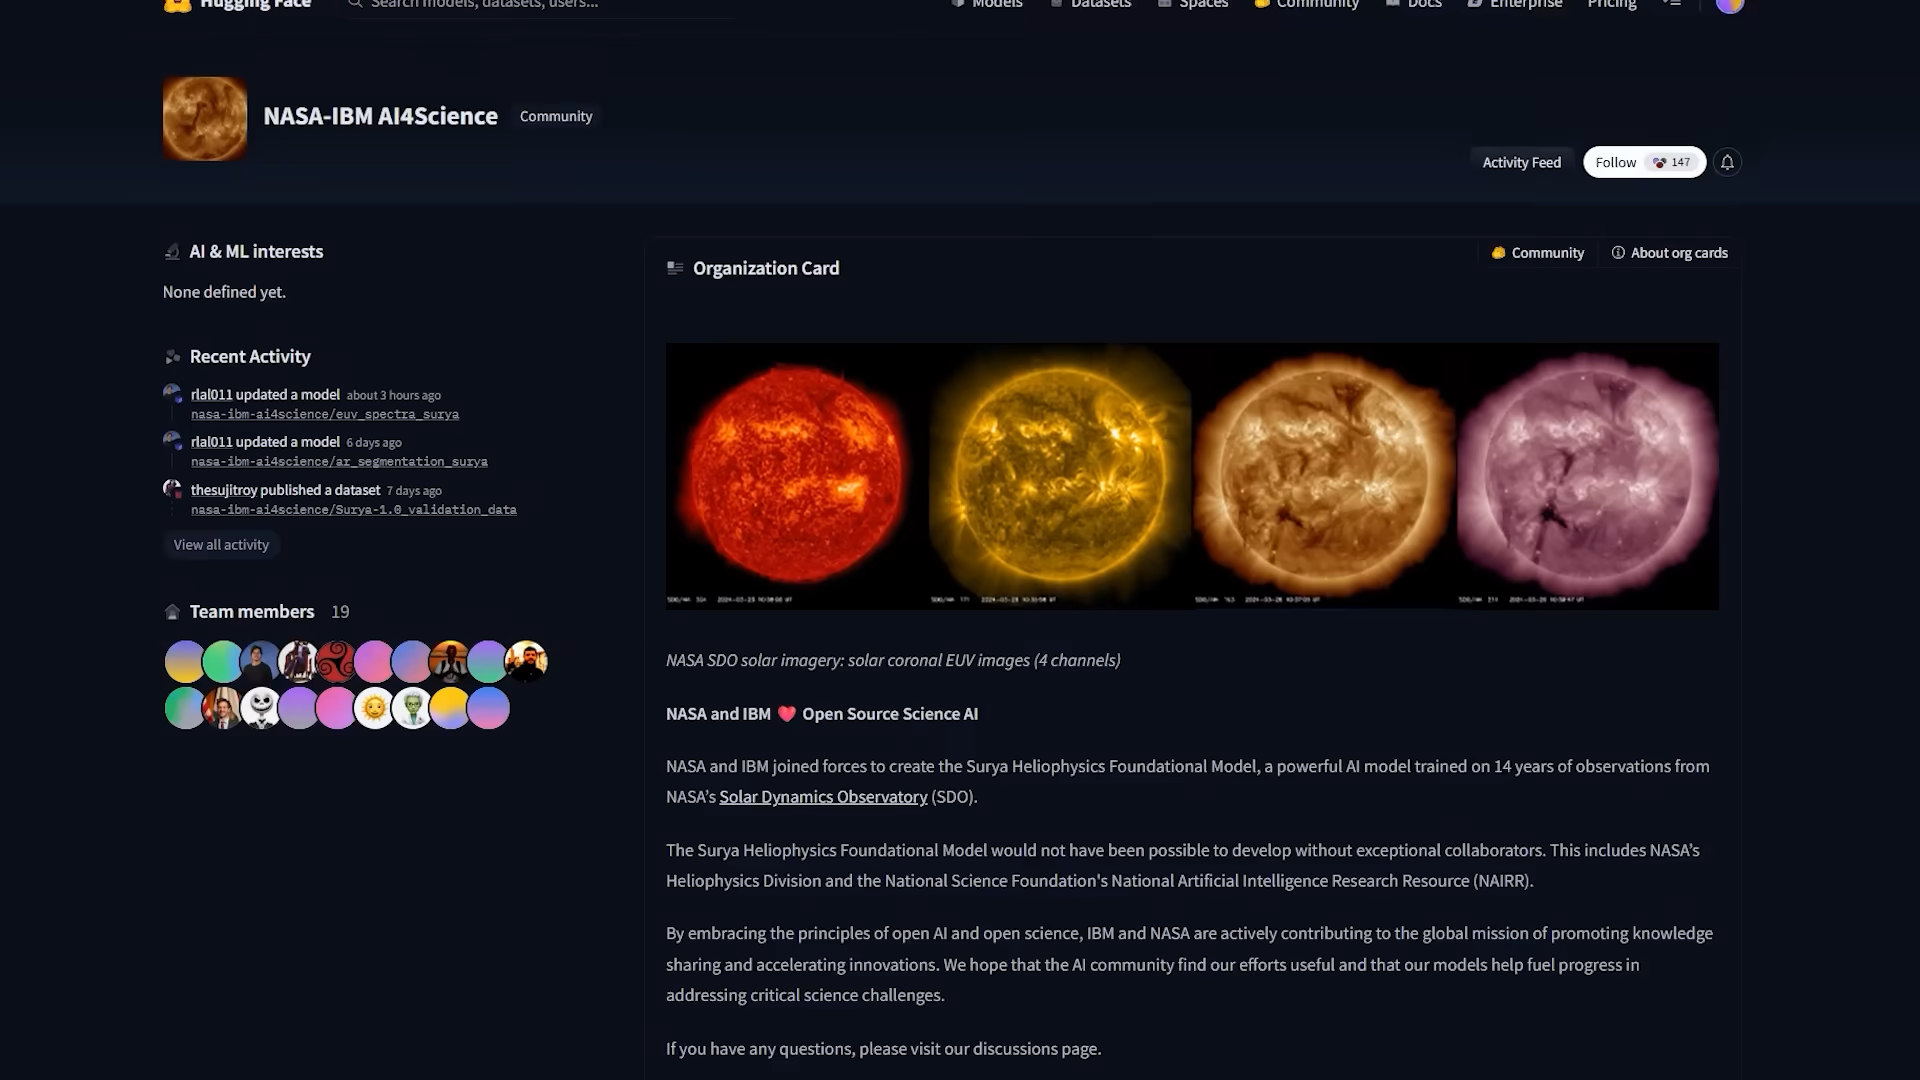 Hugging Face
Search models, datasets, users...
Models
Datasets
Spaces
Community
Docs
Enterprise
Pricing
NASA-IBM AI4Science
Community
Activity Feed
Follow
147
AI & ML interests
None defined yet.
Recent Activity
rlal011 updated a model about 3 hours ago
nasa-ibm-ai4science/euv_spectra_surya
rlal011 updated a model 6 days ago
nasa-ibm-ai4science/ar_segmentation_surya
thesujitroy published a dataset 7 days ago
nasa-ibm-ai4science/Surya-1.0_validation_data
View all activity
Team members 19
Organization Card
Community
About org cards
NASA SDO solar imagery: solar coronal EUV images (4 channels)
NASA and IBM ❤️ Open Source Science AI
NASA and IBM joined forces to create the Surya Heliophysics Foundational Model, a powerful AI model trained on 14 years of observations from
NASA’s Solar Dynamics Observatory (SDO).
The Surya Heliophysics Foundational Model would not have been possible to develop without exceptional collaborators. This includes NASA’s
Heliophysics Division and the National Science Foundation's National Artificial Intelligence Research Resource (NAIRR).
By embracing the principles of open AI and open science, IBM and NASA are actively contributing to the global mission of promoting knowledge
sharing and accelerating innovations. We hope that the AI community find our efforts useful and that our models help fuel progress in
addressing critical science challenges.
If you have any questions, please visit our discussions page.